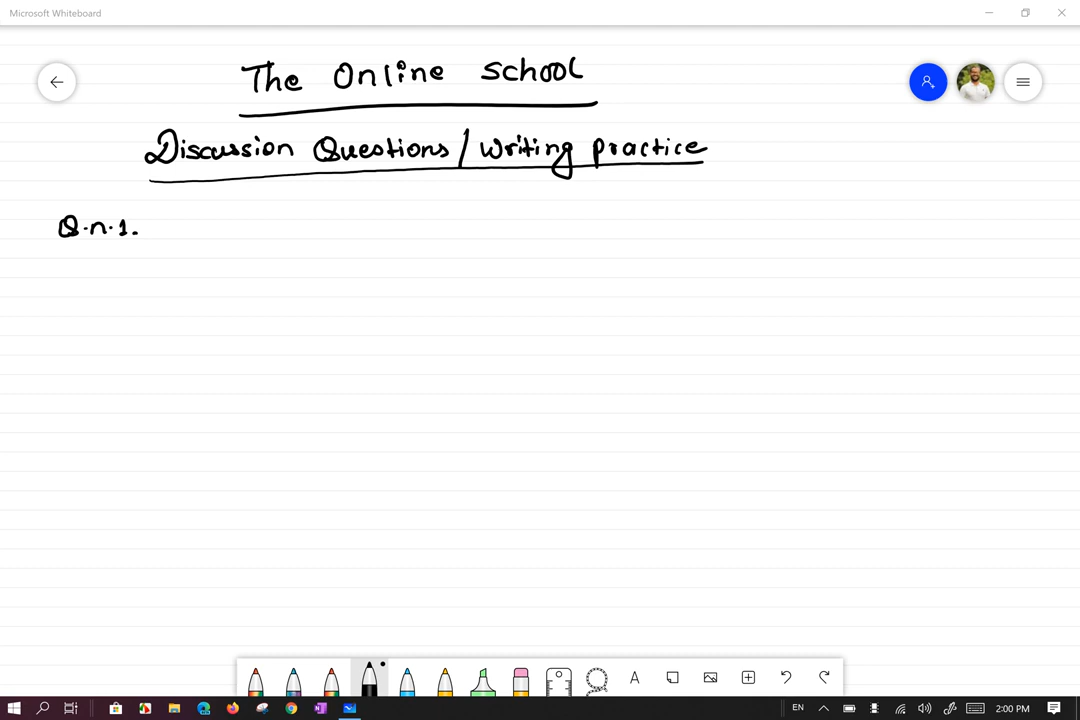 Microsoft Whiteboard
The Online School
Discussion Questions / Writing practice
Q.n.1.
A
EN
2:00 PM